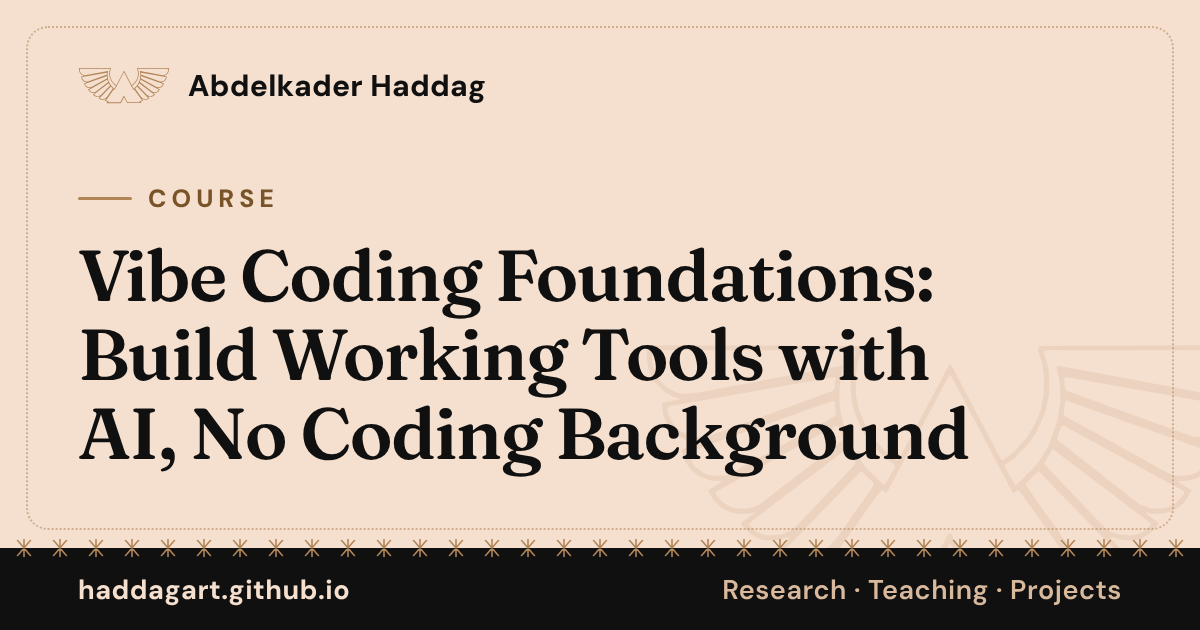 Abdelkader Haddag
COURSE
Vibe Coding Foundations:
Build Working Tools with
AI, No Coding Background
haddagart.github.io
Research · Teaching · Projects